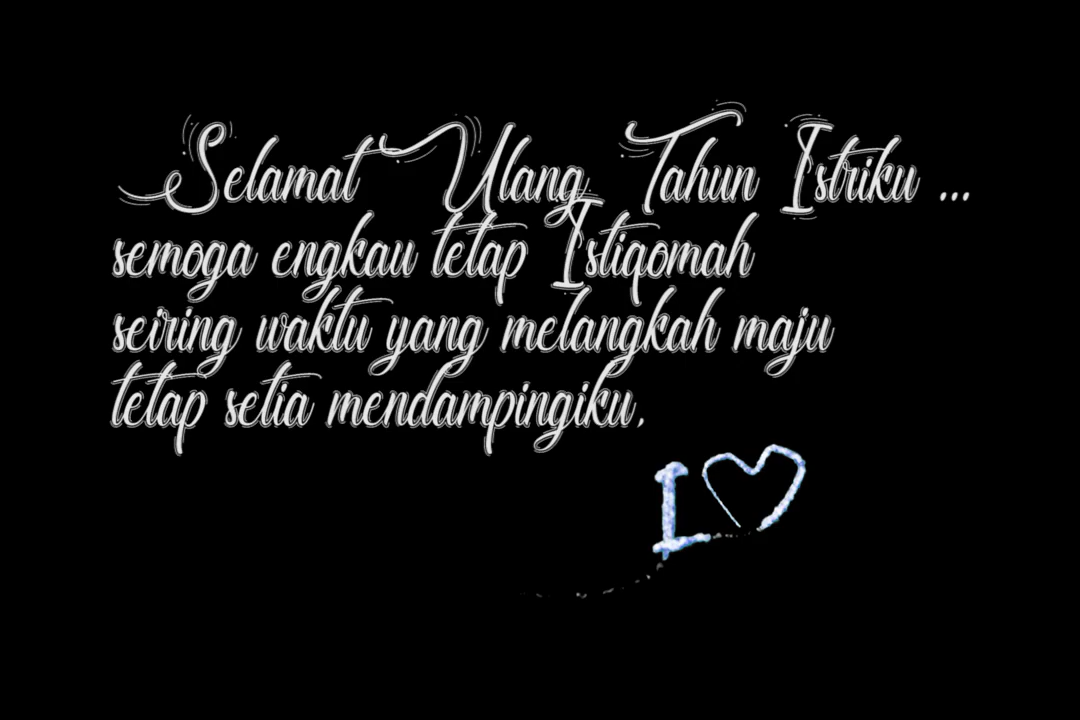 Selamat Ulang Tahun Istriku ...
semoga engkau tetap Istiqomah
seiring waktu yang melangkah maju
tetap setia mendampingiku,
I